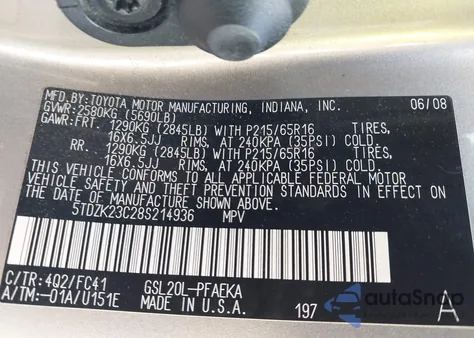 MFD.BY:TOYOTA MOTOR MANUFACTURING, INDIANA, INC. 06/08
GVWR:2580KG(5690LB)
GAWR:FRT. 1290KG(2845LB) WITH P215/65R16 TIRES,
16X6.5JJ RIMS, AT 240KPA (35PSI) COLD.
RR. 1290KG(2845LB) WITH P215/65R16 TIRES,
16X6.5JJ RIMS, AT 240KPA (35PSI) COLD.
THIS VEHICLE CONFORMS TO ALL APPLICABLE FEDERAL MOTOR
VEHICLE SAFETY AND THEFT PREVENTION STANDARDS IN EFFECT ON
THE DATE OF MANUFACTURE SHOWN ABOVE.
5TDZK23C28S214936 MPV
C/TR:4Q2/FC41 GSL20L-PFAEKA
A/TM:-01A/U151E MADE IN U.S.A. 197 A
autoSnap